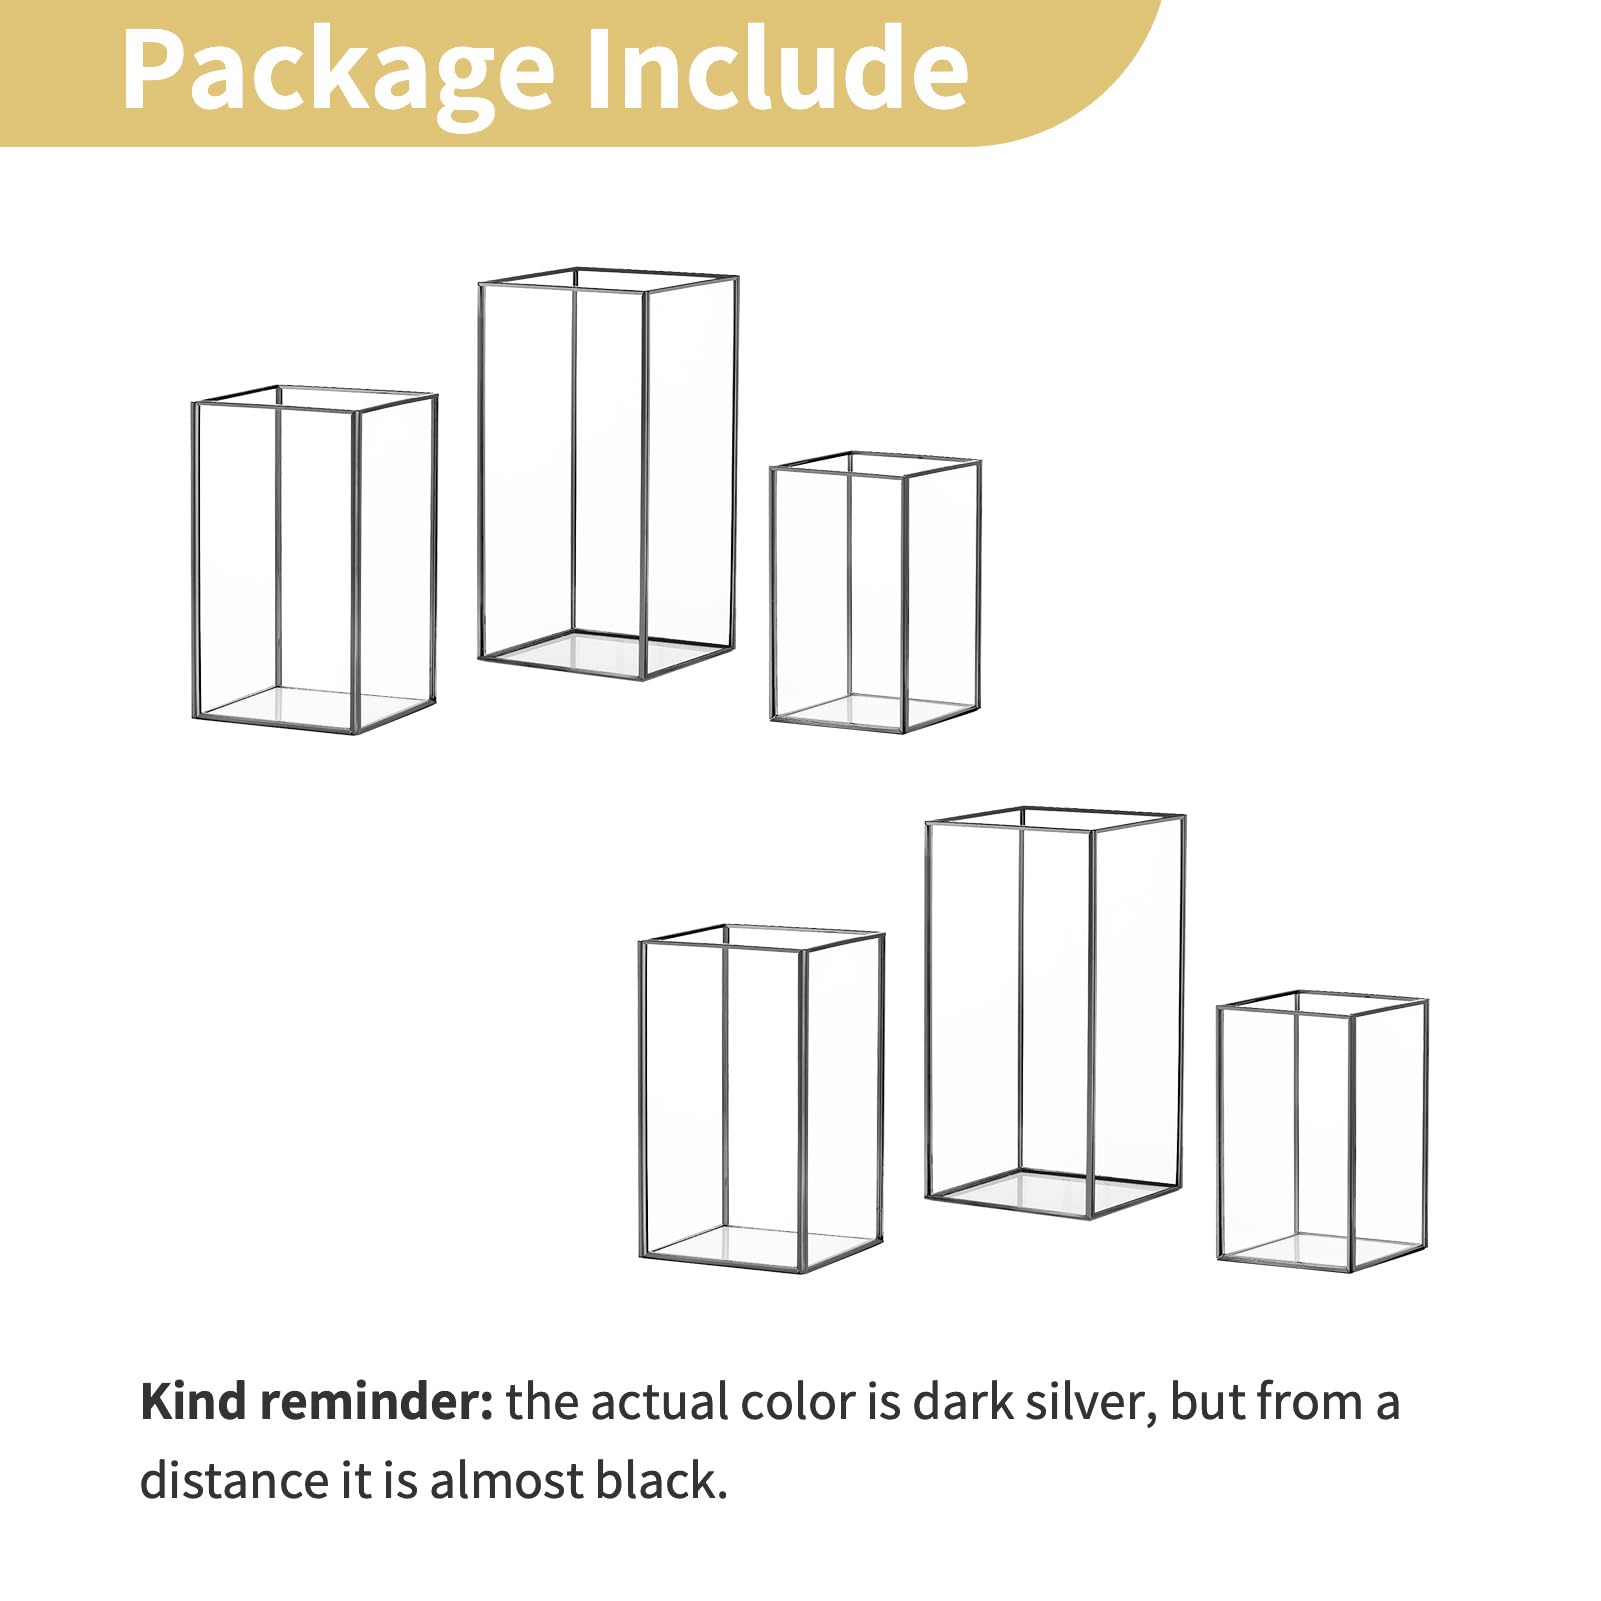 Package Include
Kind reminder: the actual color is dark silver, but from a
distance it is almost black.